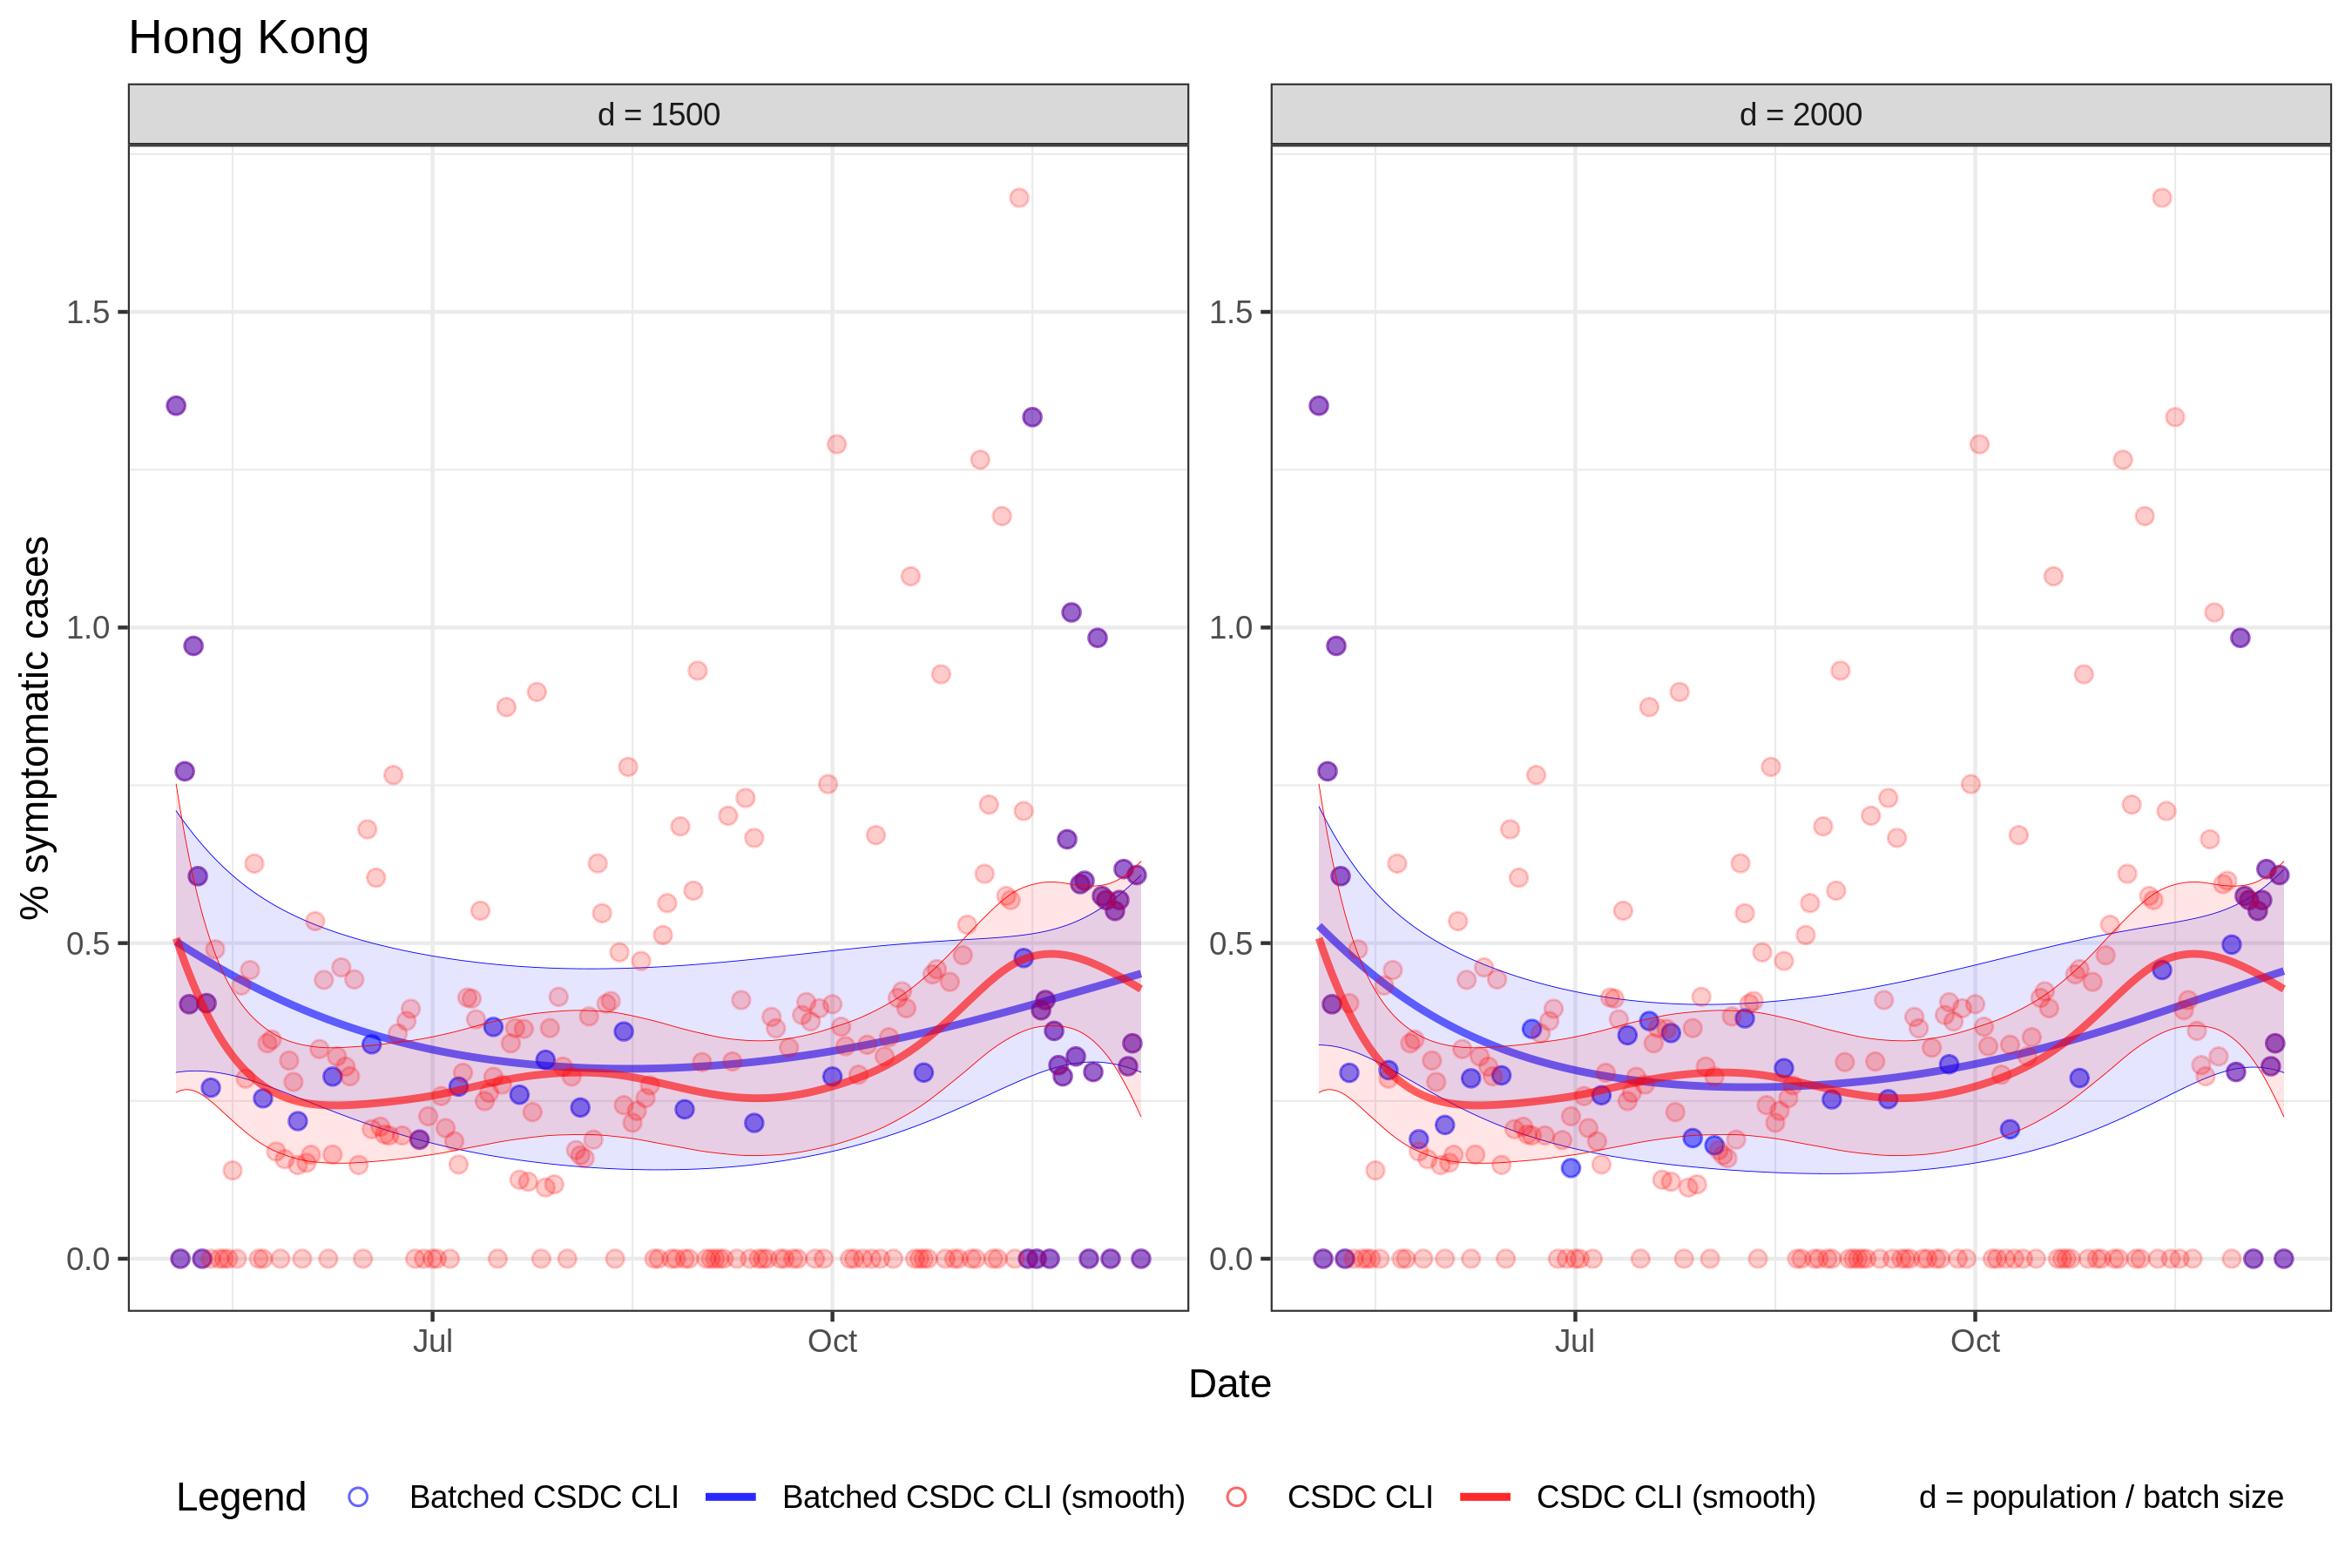 Hong Kong
d = 1500
d = 2000
% symptomatic cases
1.5
1.0
0.5
0.0
1.5
1.0
0.5
0.0
Jul
Oct
Jul
Oct
Date
Legend
Batched CSDC CLI
Batched CSDC CLI (smooth)
CSDC CLI
CSDC CLI (smooth)
d = population / batch size